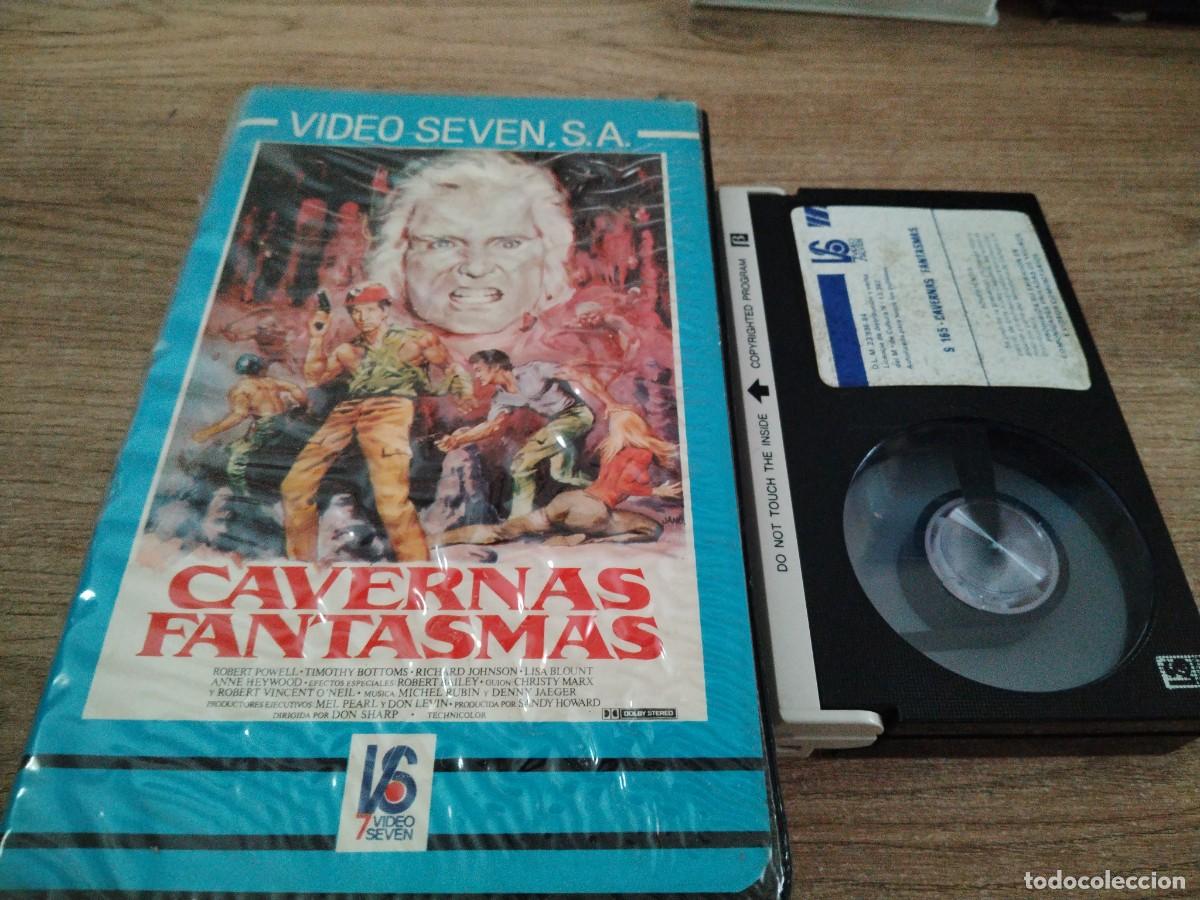 VIDEO SEVEN, S.A.
JANO
CAVERNAS
FANTASMAS
ROBERT POWELL · TIMOTHY BOTTOMS · RICHARD JOHNSON · LISA BLOUNT
ANNE HEYWOOD · EFECTOS ESPECIALES ROBERT BAILEY · GUION CHRISTY MARX
Y ROBERT VINCENT O'NEIL · MUSICA MICHEL RUBIN Y DENNY JAEGER
PRODUCTORES EJECUTIVOS MEL PEARL Y DON LEVIN · PRODUCIDA POR SANDY HOWARD
DIRIGIDA POR DON SHARP · TECHNICOLOR
DOLBY STEREO
V6
7 VIDEO
SEVEN
DO NOT TOUCH THE INSIDE
COPYRIGHTED PROGRAM
S 165-CAVERNAS FANTASMAS
todocoleccion